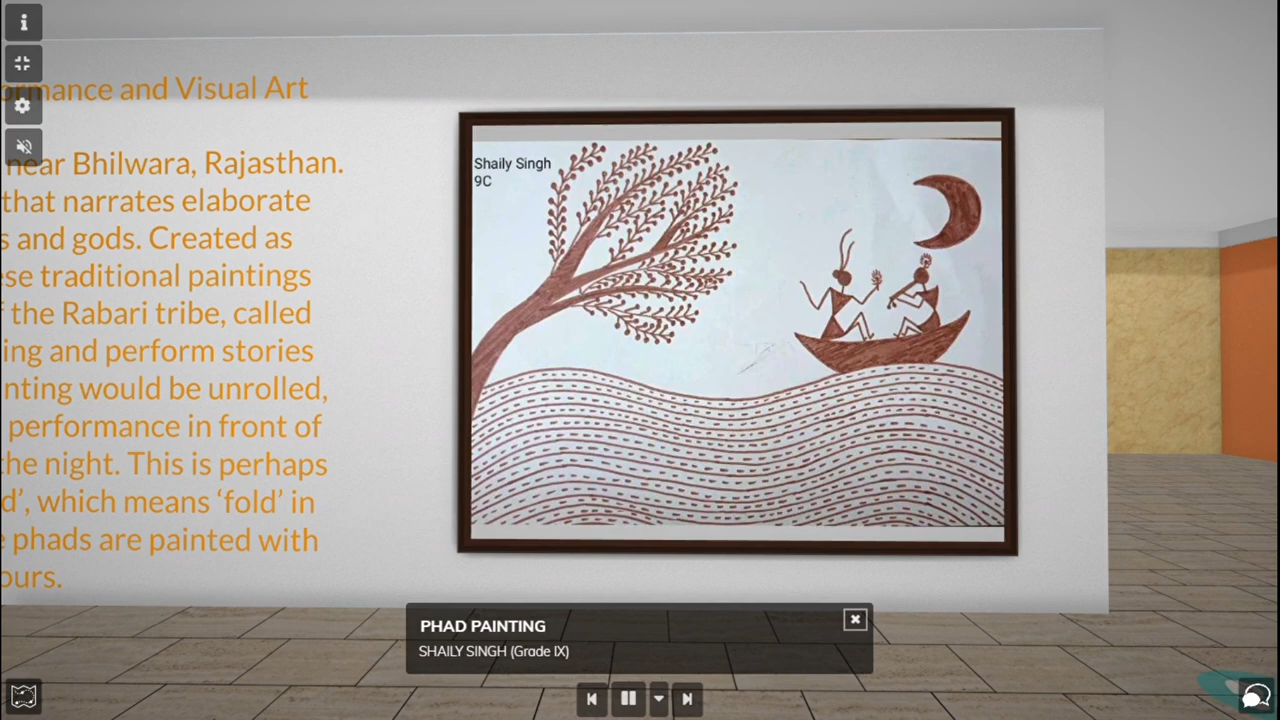 ormance and Visual Art
near Bhilwara, Rajasthan.
that narrates elaborate
s and gods. Created as
ese traditional paintings
f the Rabari tribe, called
ing and perform stories
nting would be unrolled,
performance in front of
the night. This is perhaps
d’, which means ‘fold’ in
e phads are painted with
ours.
Shaily Singh
9C
PHAD PAINTING
SHAILY SINGH (Grade IX)